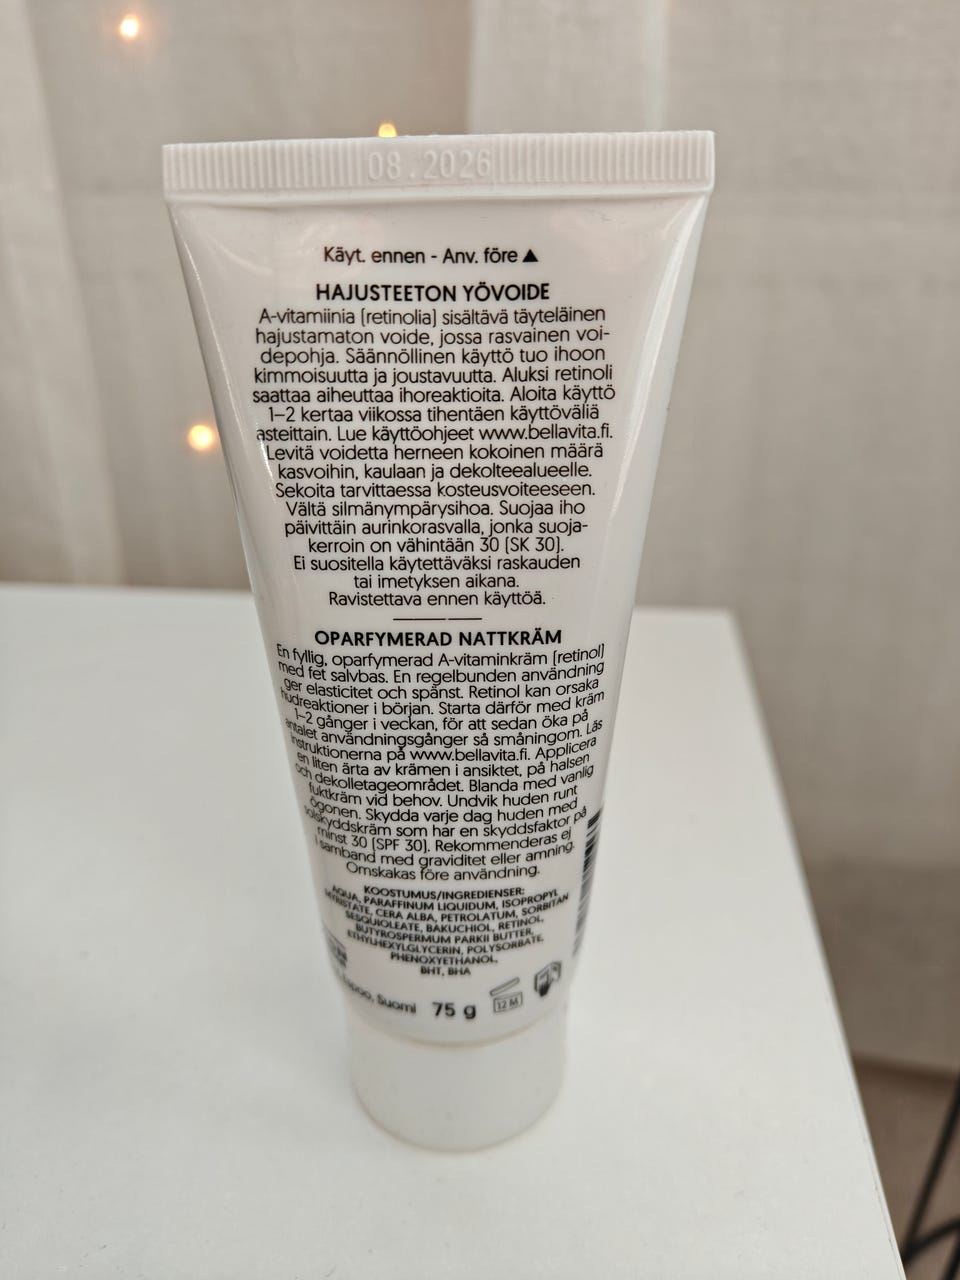 08.2026
Käyt. ennen - Anv. före ▲
HAJUSTEETON YÖVOIDE
A-vitamiinia (retinolia) sisältävä täyteläinen
hajustamaton voide, jossa rasvainen voi-
depohja. Säännöllinen käyttö tuo ihoon
kimmoisuutta ja joustavuutta. Aluksi retinoli
saattaa aiheuttaa ihoreaktioita. Aloita käyttö
1–2 kertaa viikossa tihentäen käyttöväliä
asteittain. Lue käyttöohjeet www.bellavita.fi.
Levitä voidetta herneen kokoinen määrä
kasvoihin, kaulaan ja dekolteealueelle.
Sekoita tarvittaessa kosteusvoiteeseen.
Vältä silmänympärysihoa. Suojaa iho
päivittäin aurinkorasvalla, jonka suoja-
kerroin on vähintään 30 (SK 30).
Ei suositella käytettäväksi raskauden
tai imetyksen aikana.
Ravistettava ennen käyttöä.
OPARFYMERAD NATTKRÄM
En fyllig, oparfymerad A-vitaminkräm (retinol)
med fet salvbas. En regelbunden användning
ger elasticitet och spänst. Retinol kan orsaka
hudreaktioner i början. Starta därför med kräm
1–2 gånger i veckan, för att sedan öka på
antalet användningsgånger så småningom. Läs
instruktionerna på www.bellavita.fi. Applicera
en liten ärta av krämen i ansiktet, på halsen
och dekolletageområdet. Blanda med vanlig
fuktkräm vid behov. Undvik huden runt
ögonen. Skydda varje dag huden med
solskyddskräm som har en skyddsfaktor på
minst 30 (SPF 30). Rekommenderas ej
i samband med graviditet eller amning.
Omskakas före användning.
KOOSTUMUS/INGREDIENSER:
AQUA, PARAFFINUM LIQUIDUM, ISOPROPYL
MYRISTATE, CERA ALBA, PETROLATUM, SORBITAN
SESQUIOLEATE, BAKUCHIOL, RETINOL,
BUTYROSPERMUM PARKII BUTTER,
ETHYLHEXYLGLYCERIN, POLYSORBATE,
PHENOXYETHANOL,
BHT, BHA
Suomi 75 g 12 M